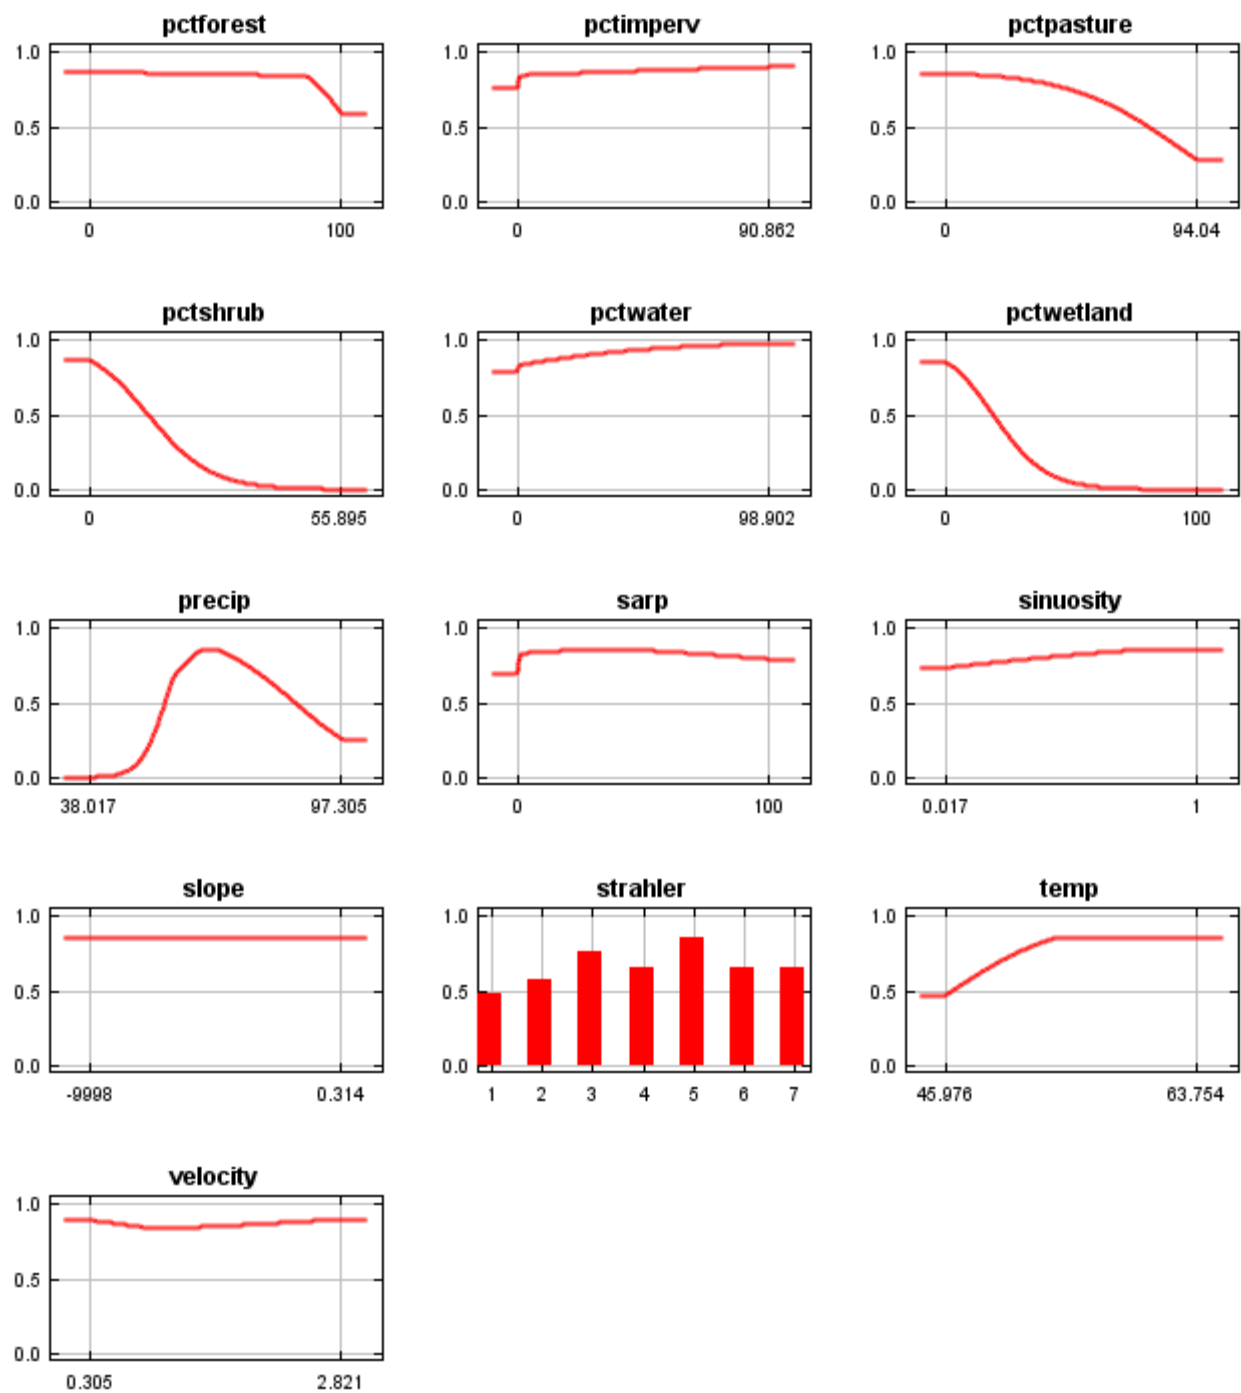 pctforest pctimperv pctpasture
1.0 1.0 1.0
0.5 0.5 0.5
0.0 0.0 0.0
0 100 0 90.862 0 94.04
pctshrub pctwater pctwetland
1.0 1.0 1.0
0.5 0.5 0.5
0.0 0.0 0.0
0 55.895 0 98.902 0 100
precip sarp sinuosity
1.0 1.0 1.0
0.5 0.5 0.5
0.0 0.0 0.0
38.017 97.305 0 100 0.017 1
slope strahler temp
1.0 1.0 1.0
0.5 0.5 0.5
0.0 0.0 0.0
-9998 0.314 1 2 3 4 5 6 7 45.976 63.754
velocity
1.0
0.5
0.0
0.305 2.821